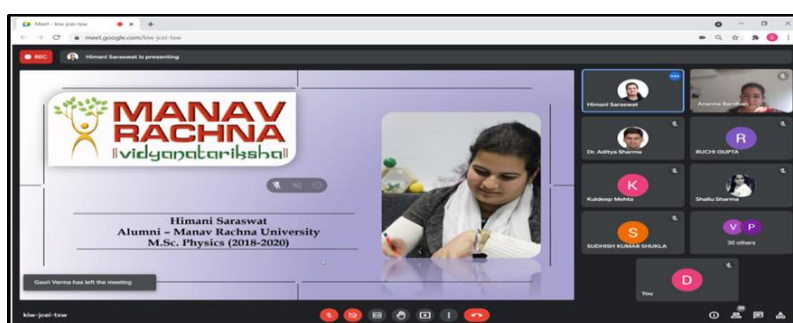 Meet - kiw-jcei-txw
meet.google.com/kiw-jcei-txw
REC
Himani Saraswat is presenting
MANAV
RACHNA
vidyanatariksha
Himani Saraswat
Alumni – Manav Rachna University
M.Sc. Physics (2018-2020)
Gauri Verma has left the meeting
Himani Saraswat
Ananna Bardhan
Dr. Aditya Sharma
R
RUCHI GUPTA
K
Kuldeep Mehta
Shallu Sharma
S
SUDHISH KUMAR SHUKLA
V P
30 others
D
You
kiw-jcei-txw